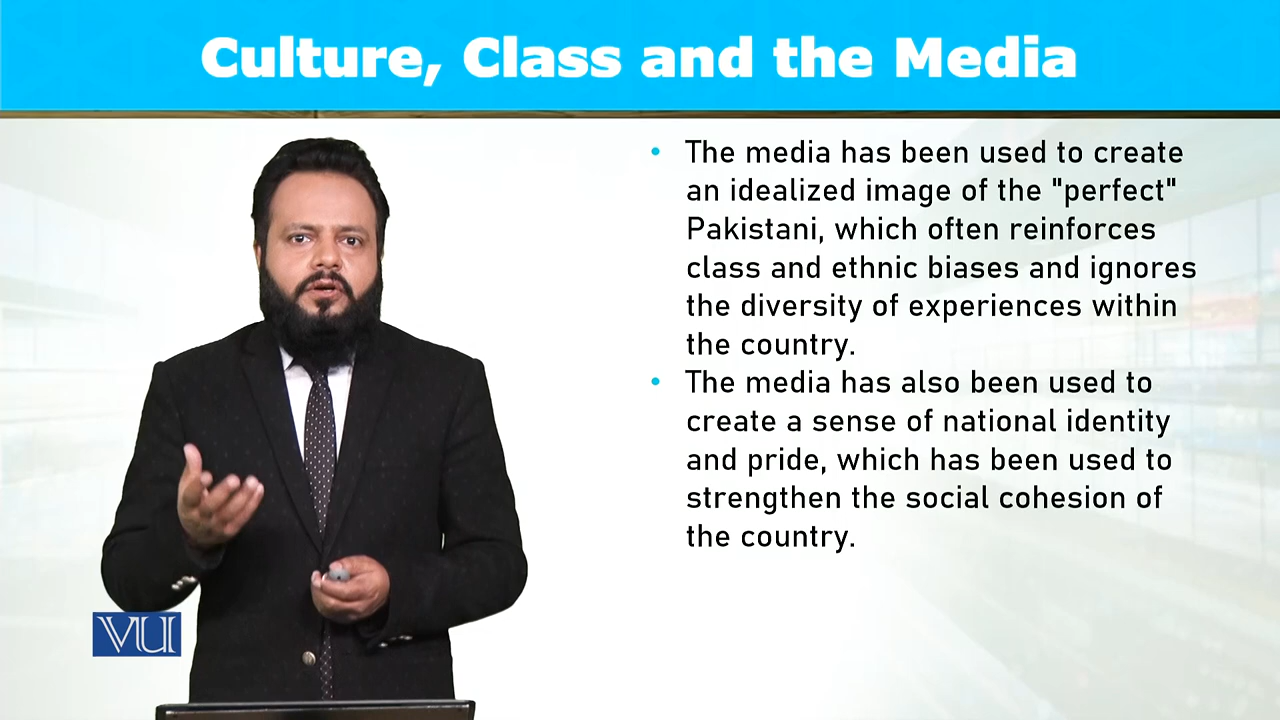 Culture, Class and the Media
• The media has been used to create
an idealized image of the "perfect"
Pakistani, which often reinforces
class and ethnic biases and ignores
the diversity of experiences within
the country.
• The media has also been used to
create a sense of national identity
and pride, which has been used to
strengthen the social cohesion of
the country.
VU